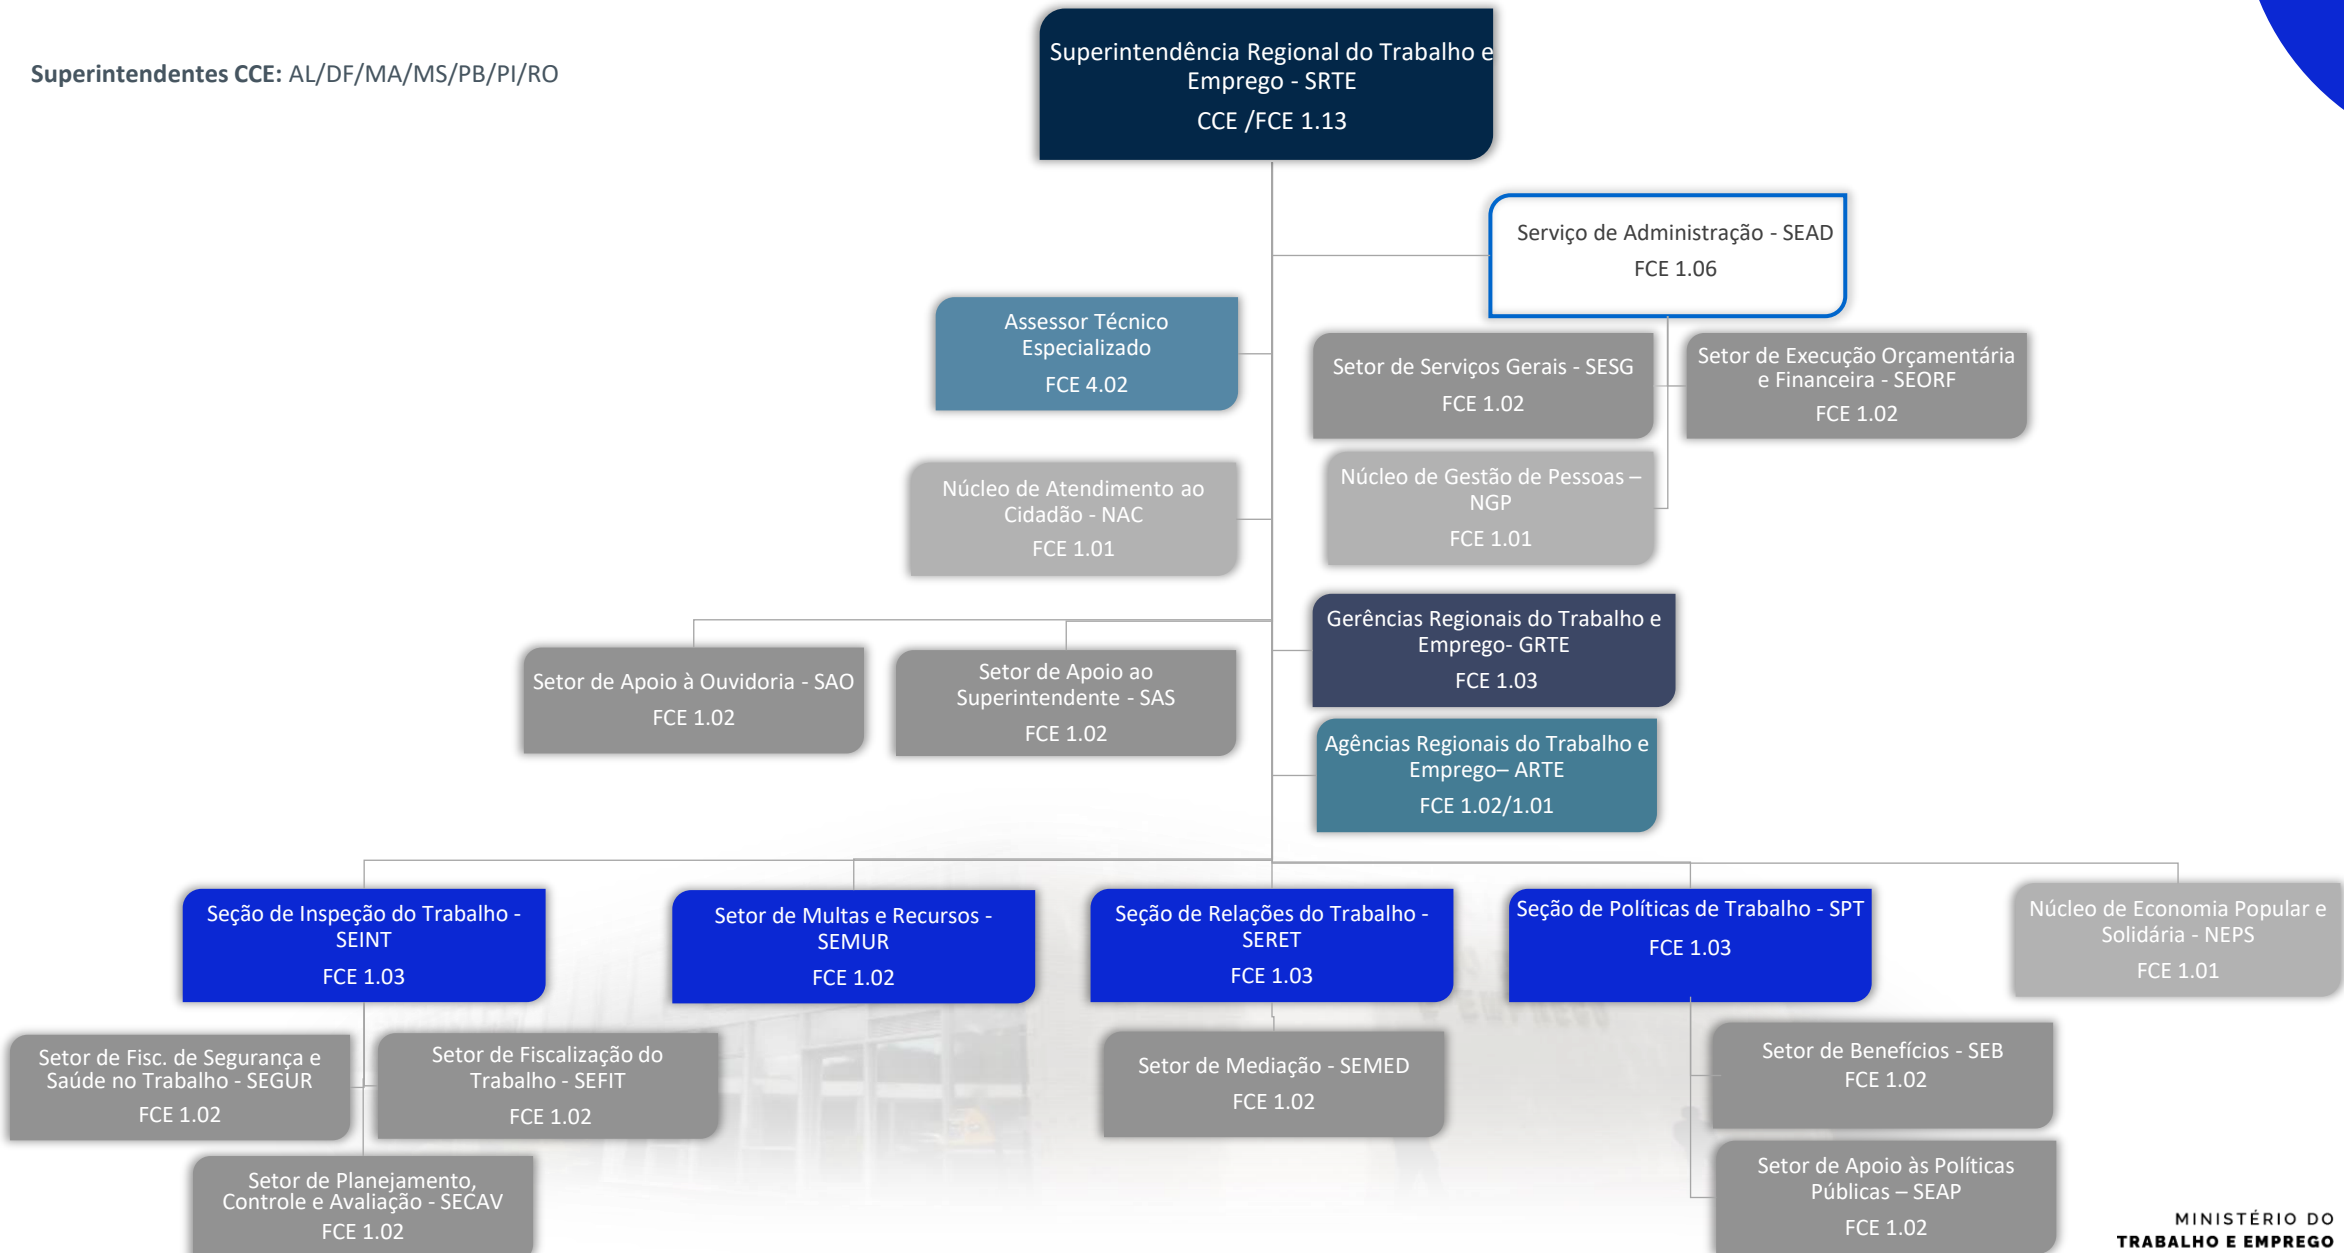 Superintendentes CCE: AL/DF/MA/MS/PB/PI/RO
Superintendência Regional do Trabalho e
Emprego - SRTE
CCE /FCE 1.13
Serviço de Administração - SEAD
FCE 1.06
Assessor Técnico
Especializado
FCE 4.02
Setor de Serviços Gerais - SESG
FCE 1.02
Setor de Execução Orçamentária
e Financeira - SEORF
FCE 1.02
Núcleo de Atendimento ao
Cidadão - NAC
FCE 1.01
Núcleo de Gestão de Pessoas –
NGP
FCE 1.01
Setor de Apoio à Ouvidoria - SAO
FCE 1.02
Setor de Apoio ao
Superintendente - SAS
FCE 1.02
Gerências Regionais do Trabalho e
Emprego- GRTE
FCE 1.03
Agências Regionais do Trabalho e
Emprego– ARTE
FCE 1.02/1.01
Seção de Inspeção do Trabalho -
SEINT
FCE 1.03
Setor de Multas e Recursos -
SEMUR
FCE 1.02
Seção de Relações do Trabalho -
SERET
FCE 1.03
Seção de Políticas de Trabalho - SPT
FCE 1.03
Núcleo de Economia Popular e
Solidária - NEPS
FCE 1.01
Setor de Fisc. de Segurança e
Saúde no Trabalho - SEGUR
FCE 1.02
Setor de Fiscalização do
Trabalho - SEFIT
FCE 1.02
Setor de Planejamento,
Controle e Avaliação - SECAV
FCE 1.02
Setor de Mediação - SEMED
FCE 1.02
Setor de Benefícios - SEB
FCE 1.02
Setor de Apoio às Políticas
Públicas – SEAP
FCE 1.02
E EMPREGO
MINISTÉRIO DO
TRABALHO E EMPREGO